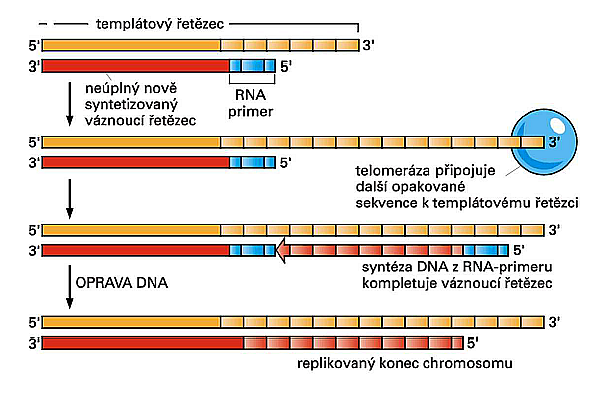 templátový řetězec
5' 3'
3' 5'
neúplný nově
syntetizovaný
váznoucí řetězec
RNA
primer
5' 3'
3' 5'
telomeráza připojuje
další opakované
sekvence k templátovému řetězci
5' 3'
3' 5'
OPRAVA DNA
syntéza DNA z RNA-primeru
kompletuje váznoucí řetězec
5' 3'
3' 5'
replikovaný konec chromosomu